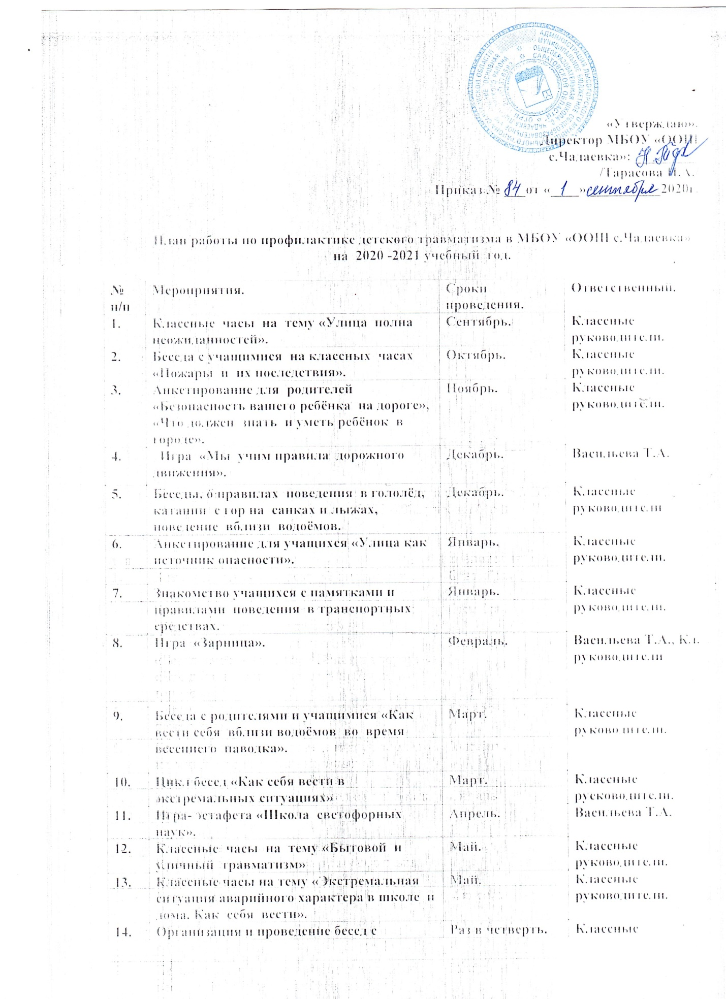 «Утверждаю».
Директор МБОУ «ООШ
с.Чадаевка»:
/Тарасова Н.А.
Приказ № 84 от « 1 » сентября 2020г.
План работы по профилактике детского травматизма в МБОУ «ООШ с.Чадаевка»
на 2020 -2021 учебный год.
№ Мероприятия. Сроки Ответственный.
п/п проведения.
1. Классные часы на тему «Улица полна Сентябрь. Классные
неожиданностей». руководители.
2. Беседа с учащимися на классных часах Октябрь. Классные
«Пожары и их последствия». руководители.
3. Анкетирование для родителей Ноябрь. Классные
«Безопасность вашего ребёнка на дороге», руководители.
«Что должен знать и уметь ребёнок в
городе».
4. Игра «Мы учим правила дорожного Декабрь. Васильева Т.А.
движения».
5. Беседы, о правилах поведения в гололёд, Декабрь. Классные
катании с гор на санках и лыжах, руководители
поведение вблизи водоёмов.
6. Анкетирование для учащихся «Улица как Январь. Классные
источник опасности». руководители.
7. Знакомство учащихся с памятками и Январь. Классные
правилами поведения в транспортных руководители.
средствах.
8. Игра «Зарница». Февраль. Васильева Т.А., Кл.
руководители
9. Беседа с родителями и учащимися «Как Март. Классные
вести себя вблизи водоёмов во время руководители.
весеннего паводка».
10. Цикл бесед «Как себя вести в Март. Классные
экстремальных ситуациях» русководители.
11. Игра- эстафета «Школа светофорных Апрель. Васильева Т.А.
наук».
12. Классные часы на тему «Бытовой и Май. Классные
уличный травматизм» руководители.
13. Классные часы на тему «Экстремальная Май. Классные
ситуация аварийного характера в школе и руководители.
дома. Как себя вести».
14. Организация и проведение бесед с Раз в четверть. Классные